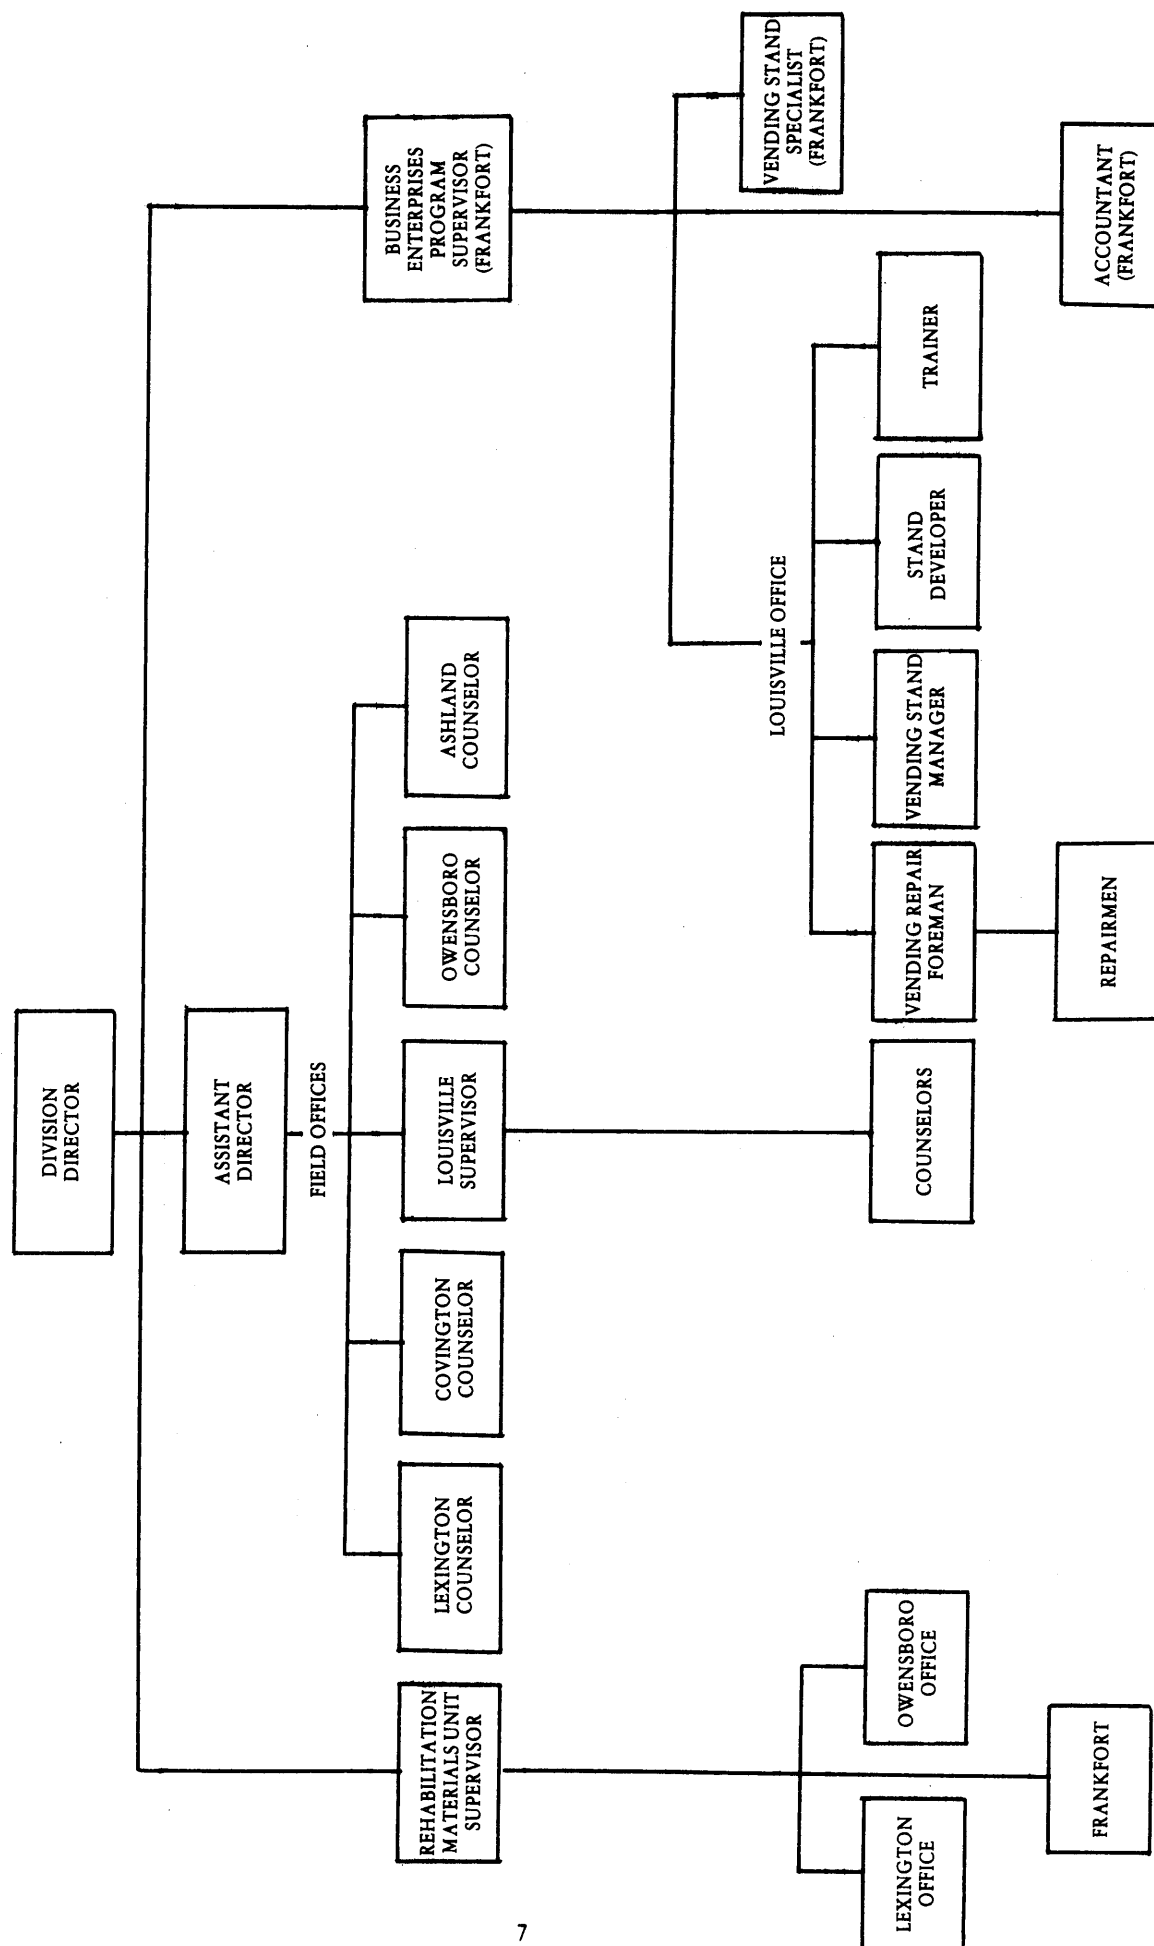 DIVISION
DIRECTOR
ASSISTANT
DIRECTOR
FIELD OFFICES
REHABILITATION
MATERIALS UNIT
SUPERVISOR
LEXINGTON
COUNSELOR
COVINGTON
COUNSELOR
LOUISVILLE
SUPERVISOR
OWENSBORO
COUNSELOR
ASHLAND
COUNSELOR
BUSINESS
ENTERPRISES
PROGRAM
SUPERVISOR
(FRANKFORT)
LOUISVILLE OFFICE
VENDING STAND
SPECIALIST
(FRANKFORT)
LEXINGTON
OFFICE
OWENSBORO
OFFICE
COUNSELORS
VENDING REPAIR
FOREMAN
VENDING STAND
MANAGER
STAND
DEVELOPER
TRAINER
FRANKFORT
REPAIRMEN
ACCOUNTANT
(FRANKFORT)
7